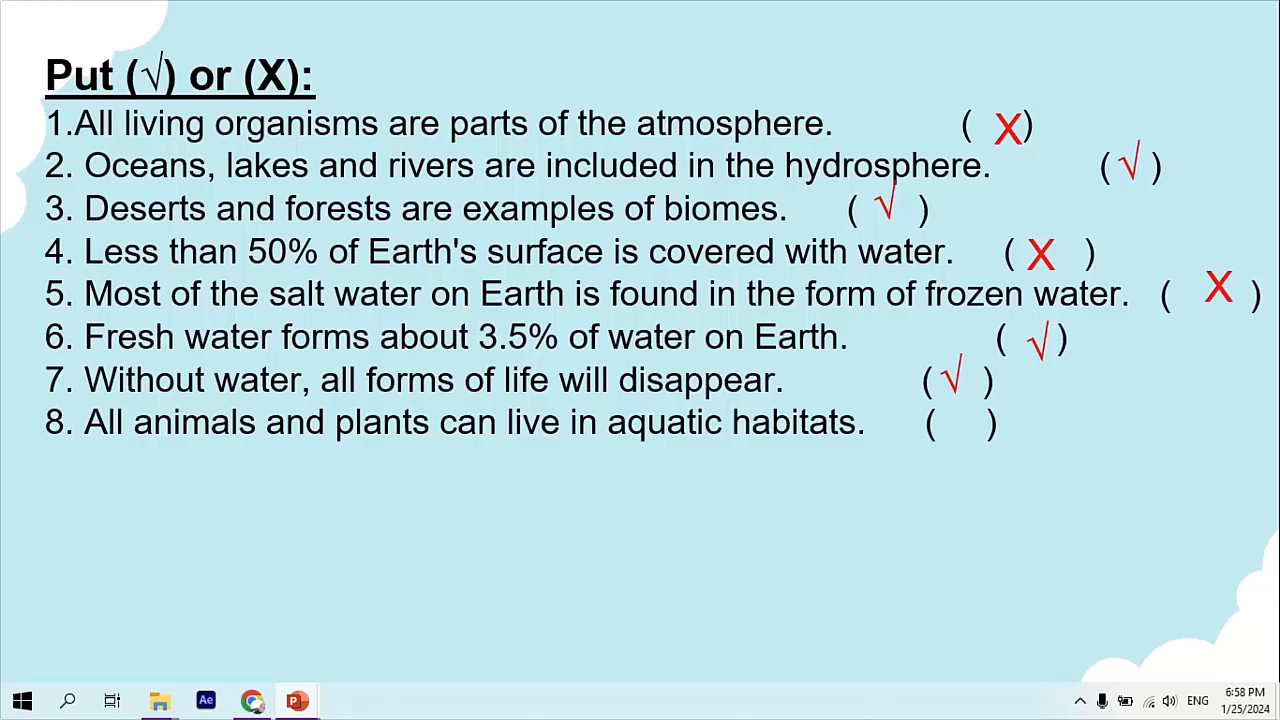 Put (√) or (X):
1.All living organisms are parts of the atmosphere. ( X)
2. Oceans, lakes and rivers are included in the hydrosphere. (√ )
3. Deserts and forests are examples of biomes. ( √ )
4. Less than 50% of Earth's surface is covered with water. ( X )
5. Most of the salt water on Earth is found in the form of frozen water. ( X )
6. Fresh water forms about 3.5% of water on Earth. ( √ )
7. Without water, all forms of life will disappear. (√ )
8. All animals and plants can live in aquatic habitats. ( )
Ae
P
ENG
6:58 PM
1/25/2024